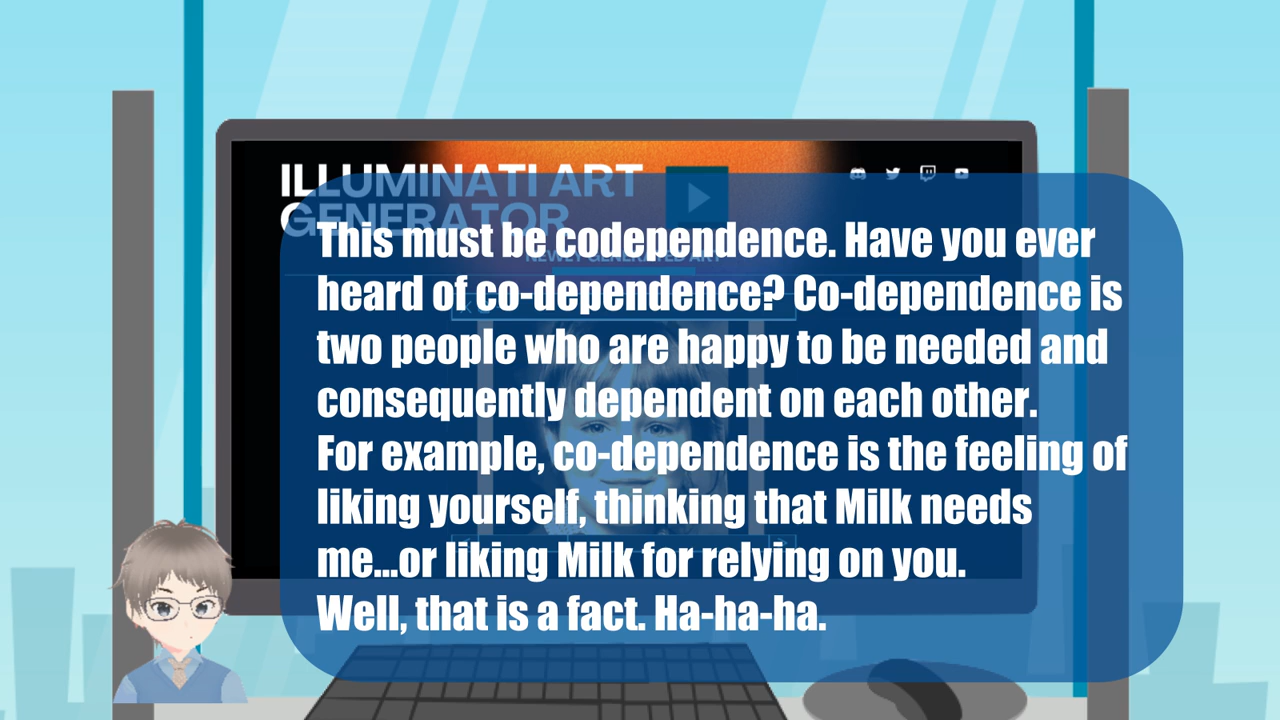 ILLUMINATI ART
GENERATOR
NEWLY GENERATED ART
This must be codependence. Have you ever
heard of co-dependence? Co-dependence is
two people who are happy to be needed and
consequently dependent on each other.
For example, co-dependence is the feeling of
liking yourself, thinking that Milk needs
me...or liking Milk for relying on you.
Well, that is a fact. Ha-ha-ha.